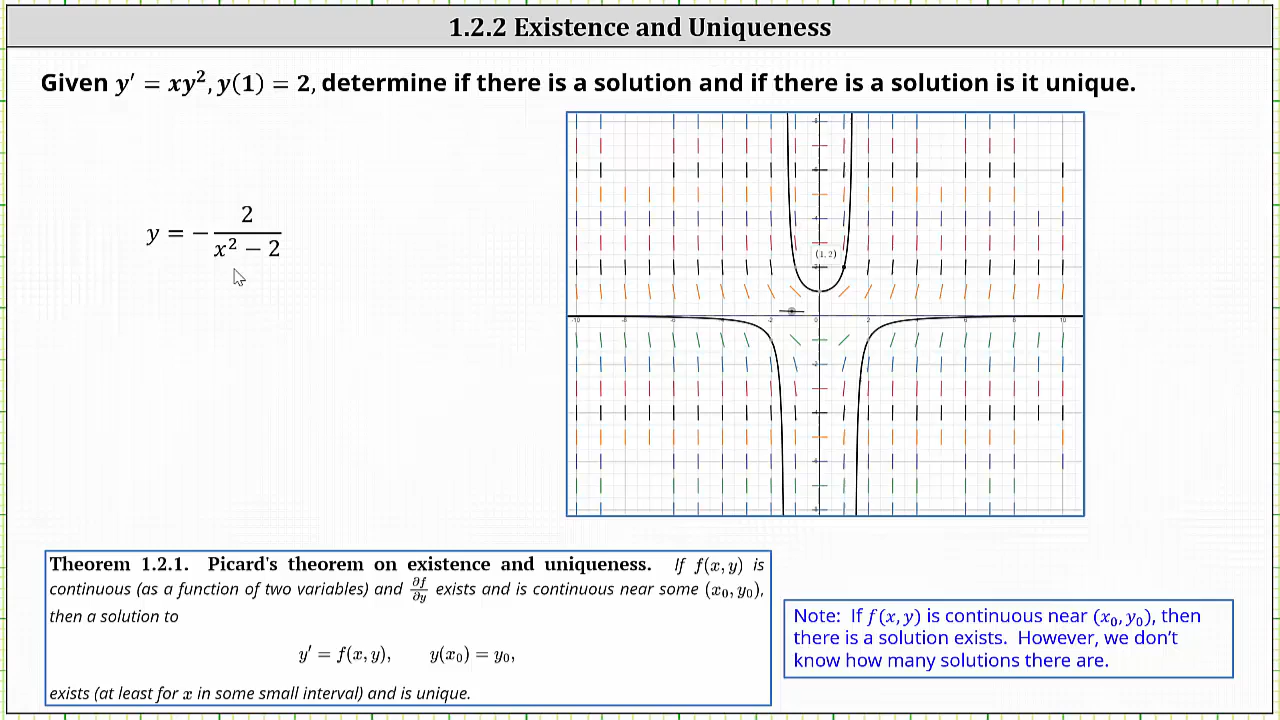 1.2.2 Existence and Uniqueness
Given y′ = xy², y(1) = 2, determine if there is a solution and if there is a solution is it unique.
y = − 2 / (x² − 2)
(1, 2)
Theorem 1.2.1. Picard's theorem on existence and uniqueness. If f(x, y) is
continuous (as a function of two variables) and ∂f/∂y exists and is continuous near some (x₀, y₀),
then a solution to
y′ = f(x, y), y(x₀) = y₀,
exists (at least for x in some small interval) and is unique.
Note: If f(x, y) is continuous near (x₀, y₀), then
there is a solution exists. However, we don't
know how many solutions there are.